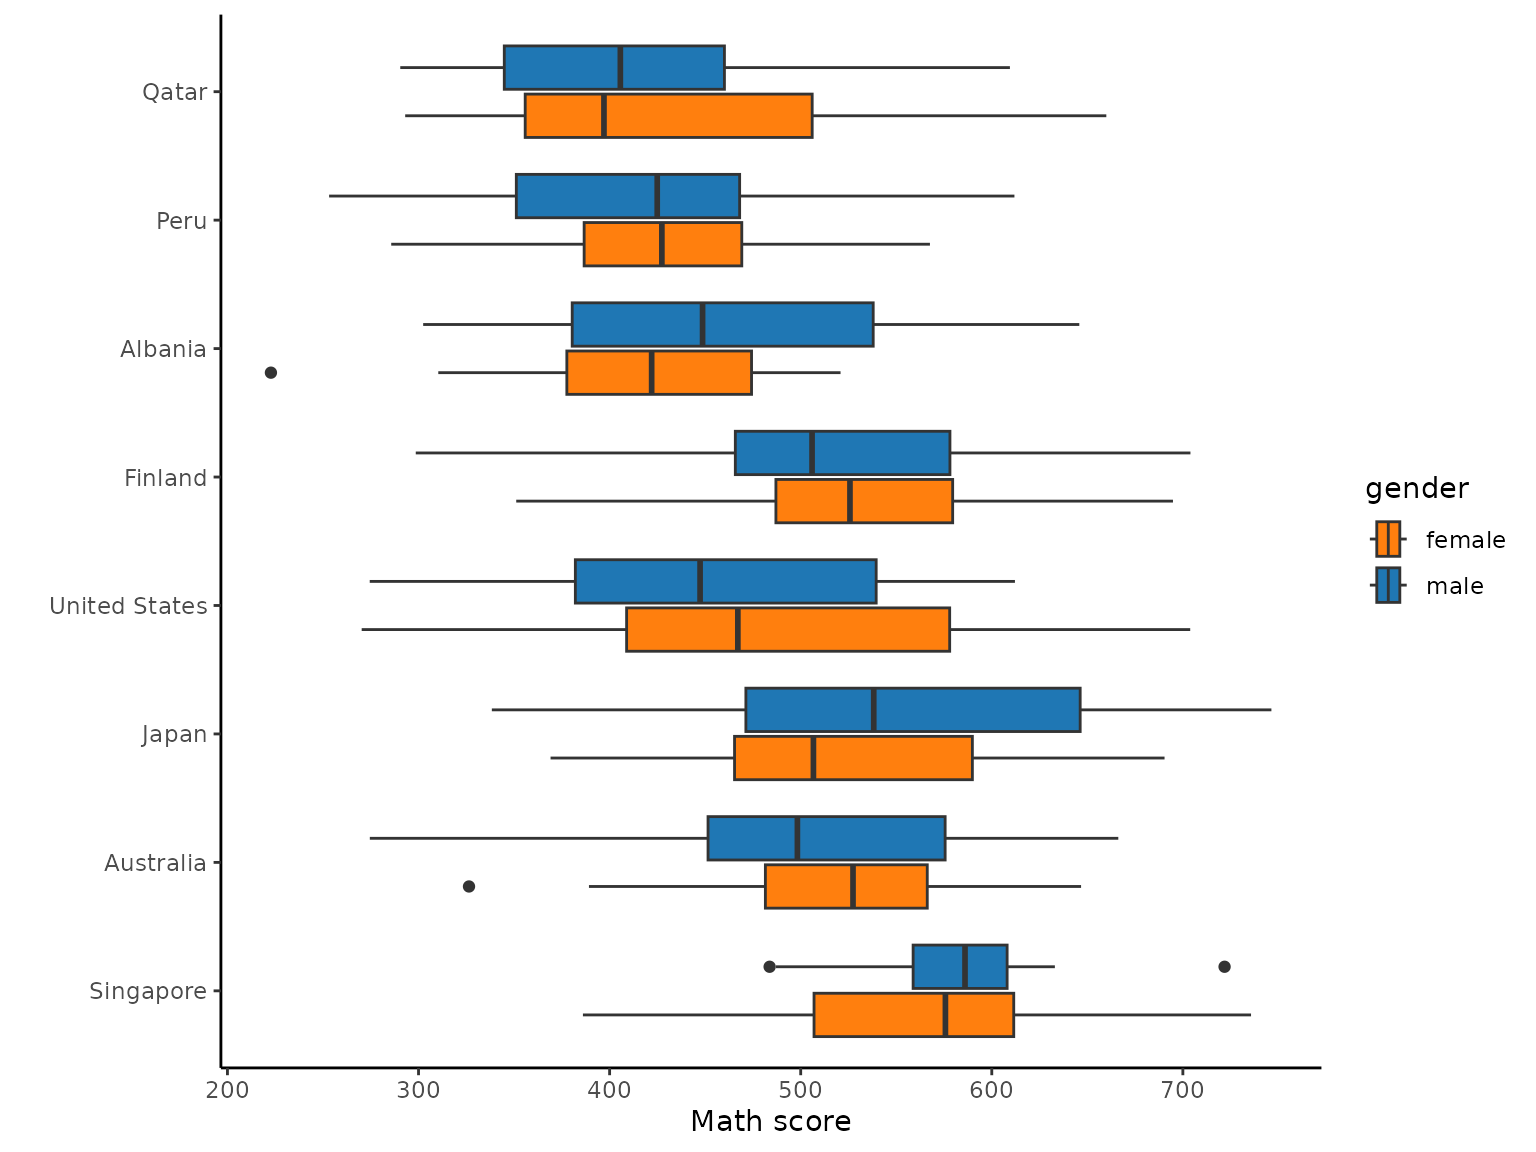 Qatar
Peru
Albania
Finland
United States
Japan
Australia
Singapore
200 300 400 500 600 700
Math score
gender
female
male